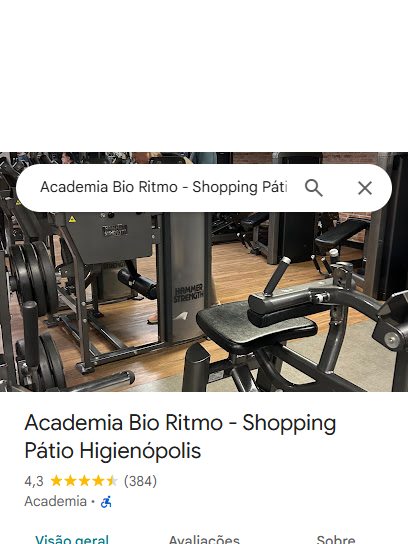 Academia Bio Ritmo - Shopping Páti
HAMMER
STRENGTH
Academia Bio Ritmo - Shopping
Pátio Higienópolis
4,3 (384)
Academia ·
Visão geral Avaliações Sobre